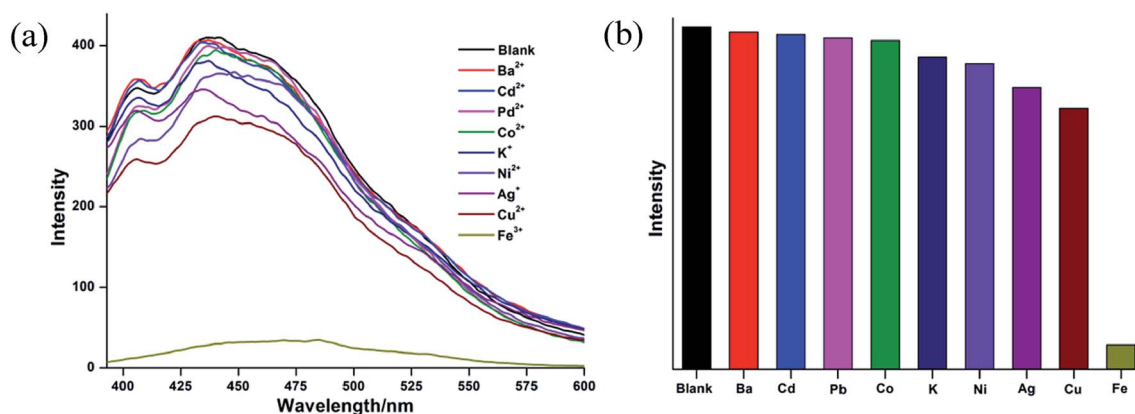 (a)
400
300
200
100
0
Intensity
400 425 450 475 500 525 550 575 600
Wavelength/nm
Blank
Ba²⁺
Cd²⁺
Pd²⁺
Co²⁺
K⁺
Ni²⁺
Ag⁺
Cu²⁺
Fe³⁺
(b)
Intensity
Blank Ba Cd Pb Co K Ni Ag Cu Fe